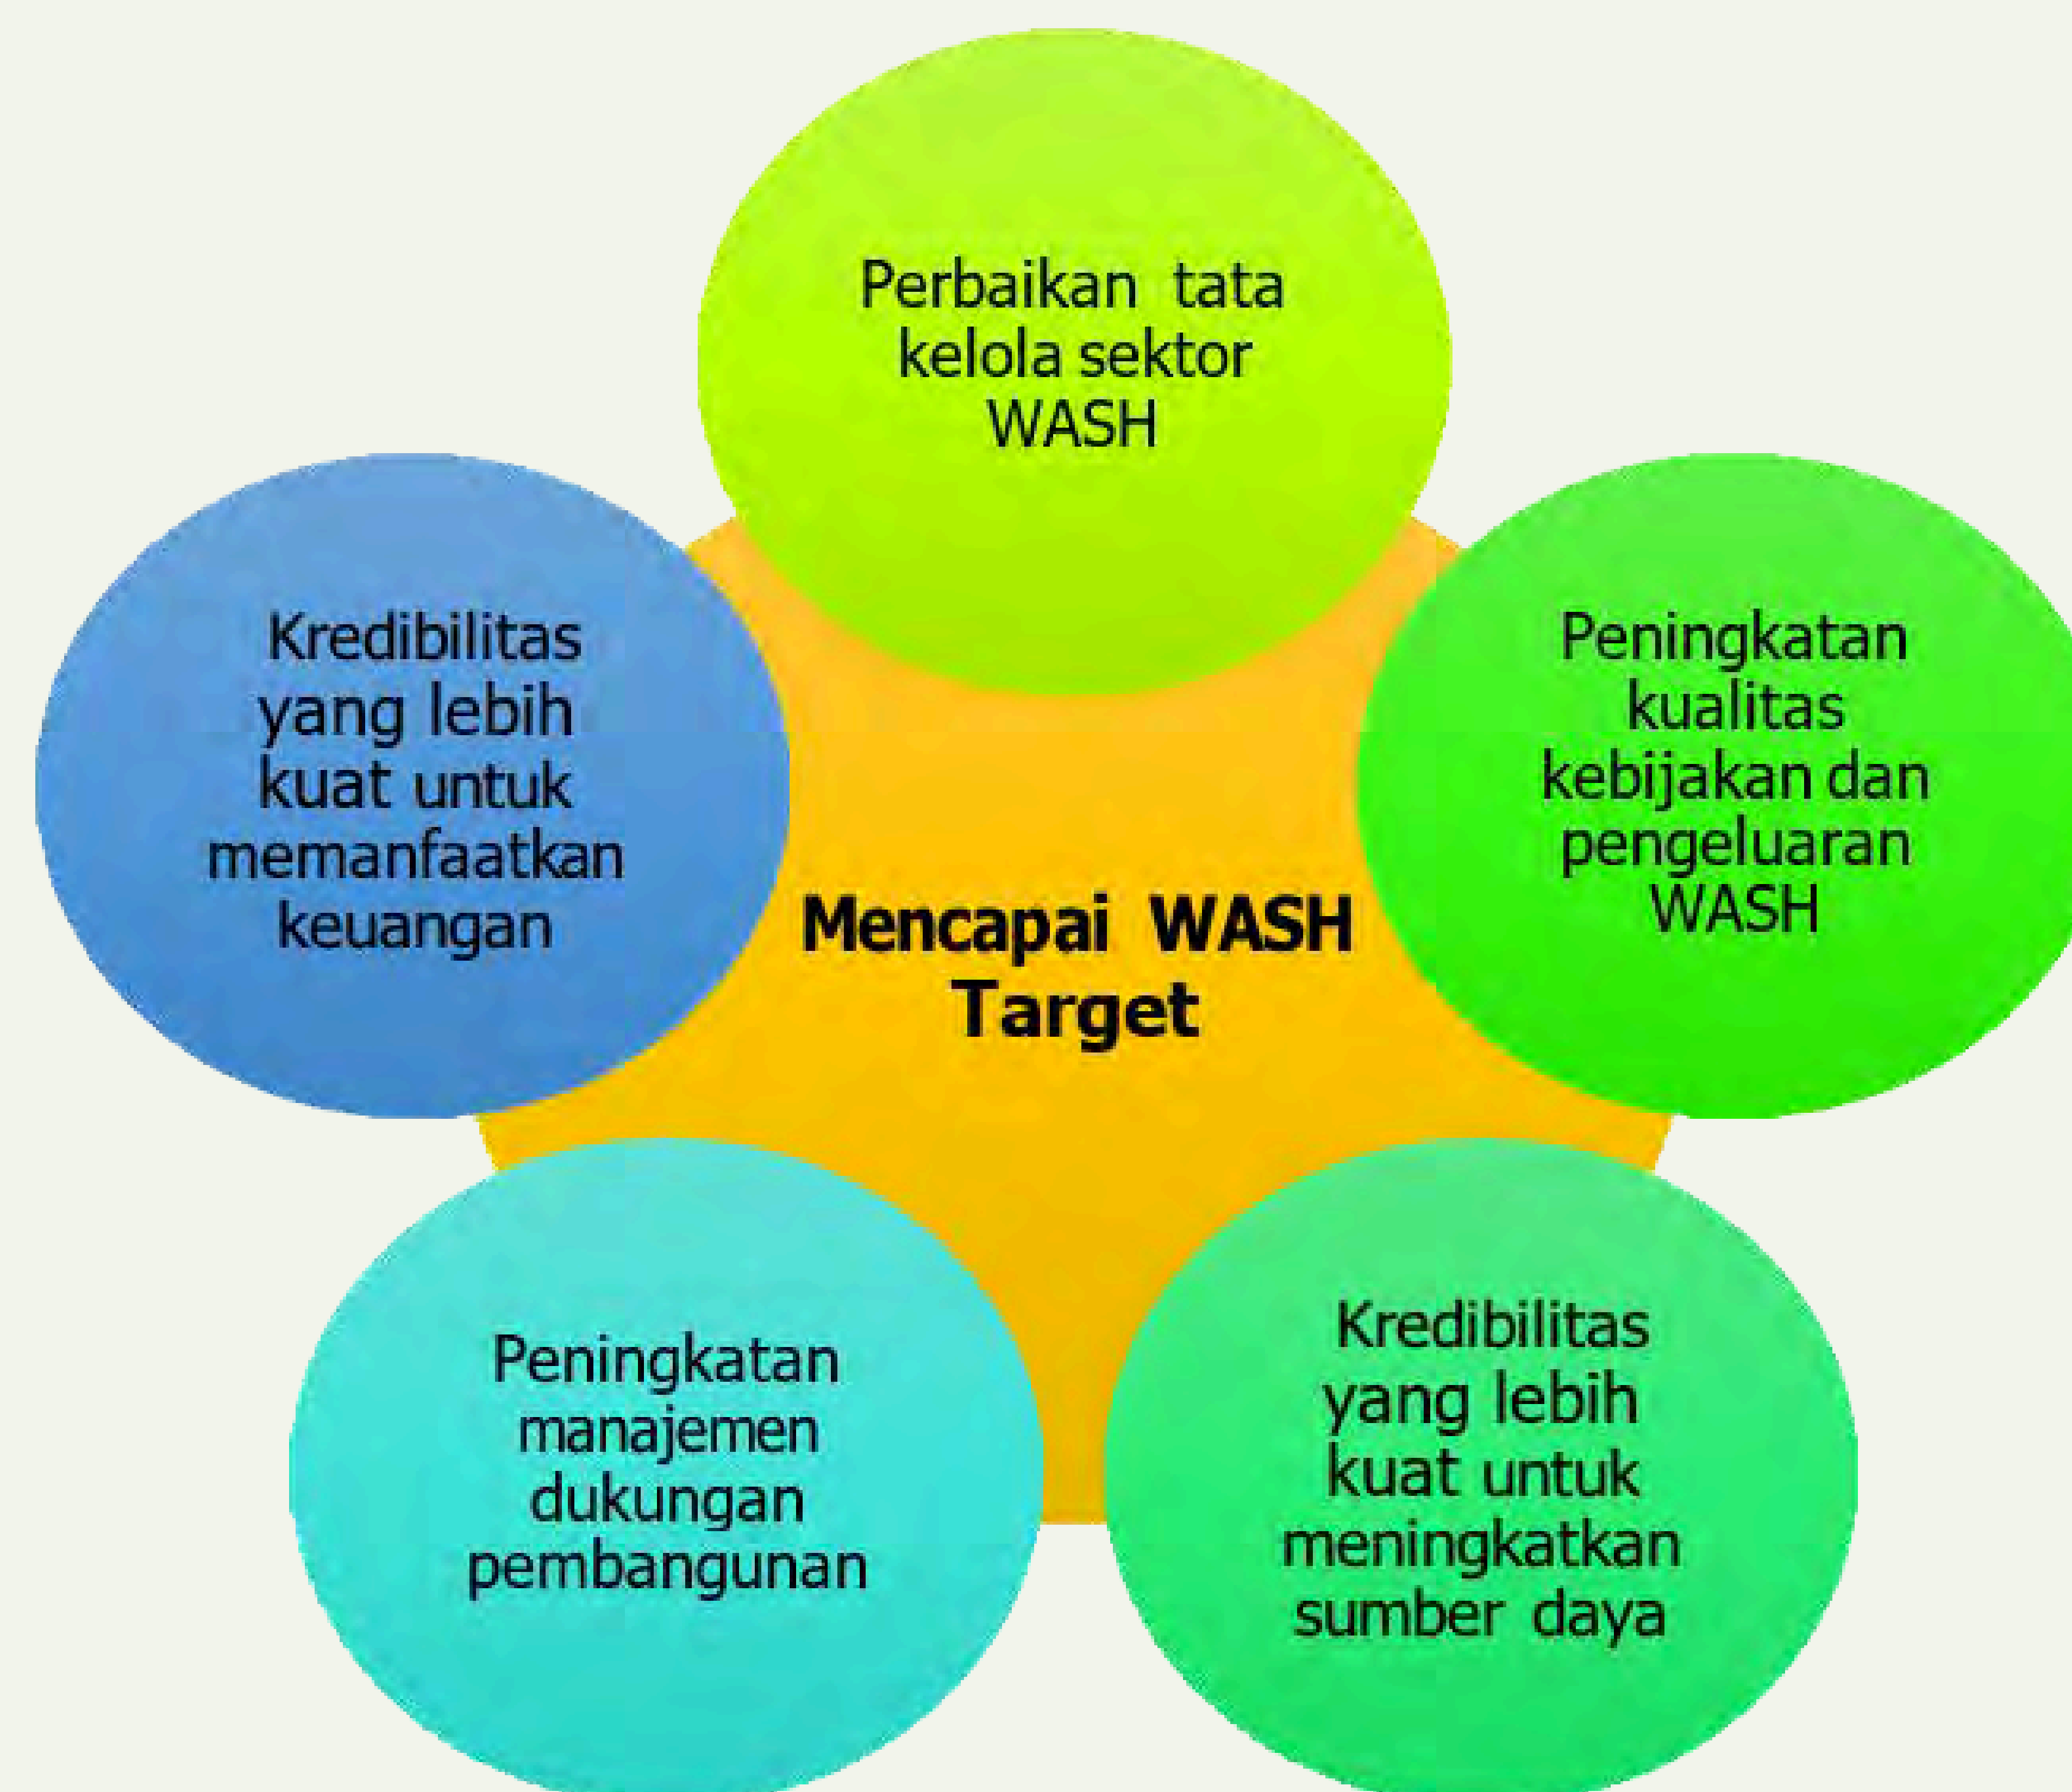 Perbaikan tata
kelola sektor
WASH
Kredibilitas
yang lebih
kuat untuk
memanfaatkan
keuangan
Peningkatan
kualitas
kebijakan dan
pengeluaran
WASH
Mencapai WASH
Target
Peningkatan
manajemen
dukungan
pembangunan
Kredibilitas
yang lebih
kuat untuk
meningkatkan
sumber daya